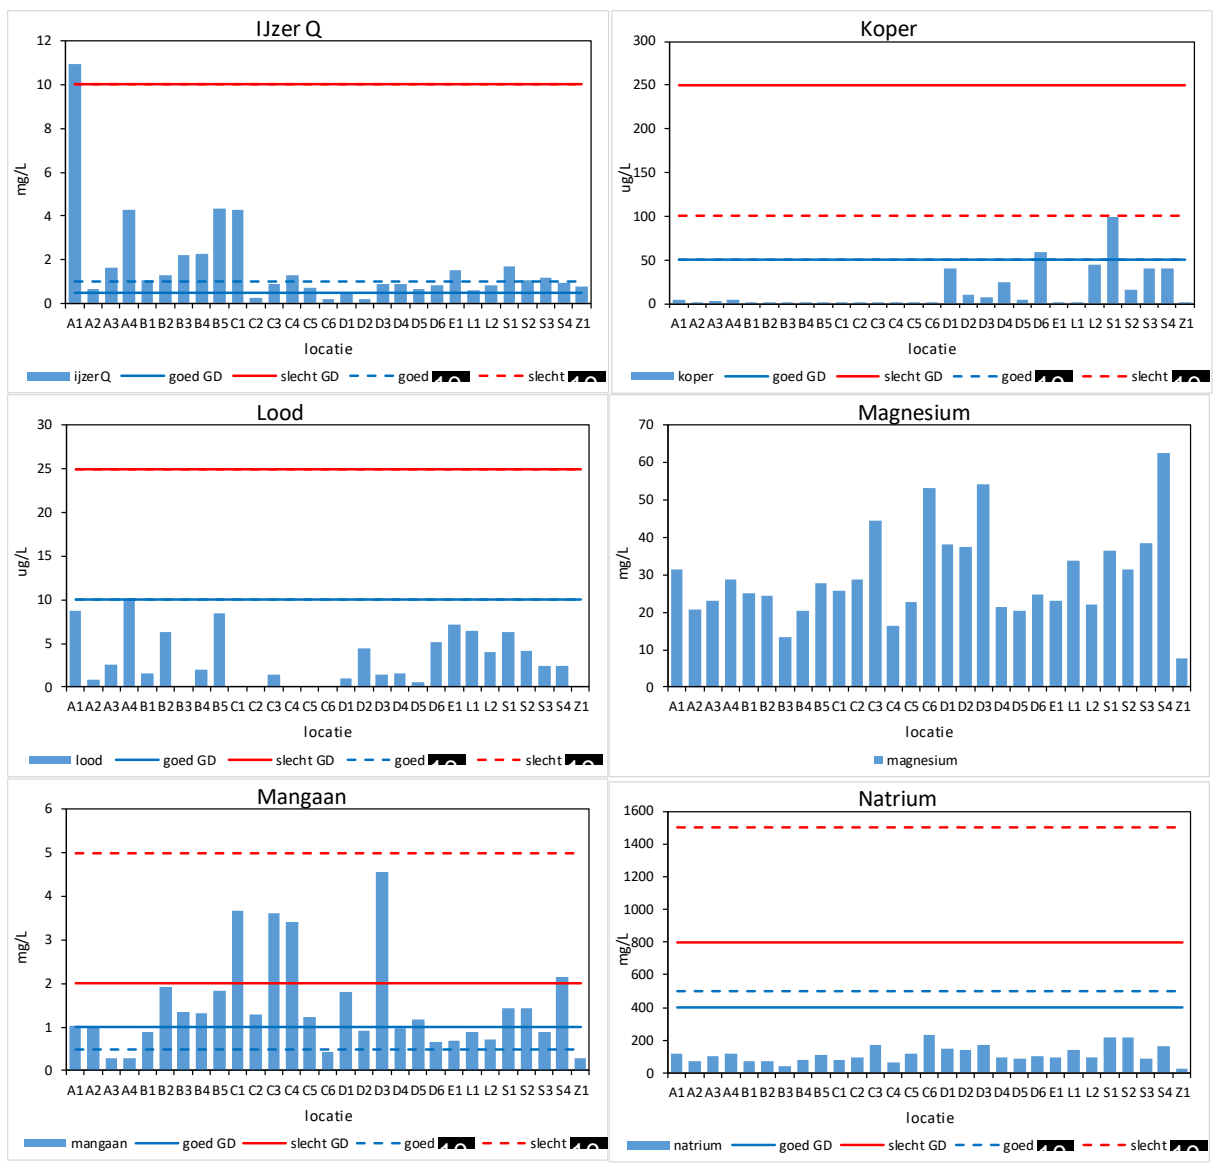 IJzer Q
12
10
8
6
4
2
0
mg/L
A1 A2 A3 A4 B1 B2 B3 B4 B5 C1 C2 C3 C4 C5 C6 D1 D2 D3 D4 D5 D6 E1 L1 L2 S1 S2 S3 S4 Z1
locatie
ijzerQ goed GD slecht GD goed slecht
Koper
300
250
200
150
100
50
0
ug/L
A1 A2 A3 A4 B1 B2 B3 B4 B5 C1 C2 C3 C4 C5 C6 D1 D2 D3 D4 D5 D6 E1 L1 L2 S1 S2 S3 S4 Z1
locatie
koper goed GD slecht GD goed slecht
Lood
30
25
20
15
10
5
0
ug/L
A1 A2 A3 A4 B1 B2 B3 B4 B5 C1 C2 C3 C4 C5 C6 D1 D2 D3 D4 D5 D6 E1 L1 L2 S1 S2 S3 S4 Z1
locatie
lood goed GD slecht GD goed slecht
Magnesium
70
60
50
40
30
20
10
0
mg/L
A1 A2 A3 A4 B1 B2 B3 B4 B5 C1 C2 C3 C4 C5 C6 D1 D2 D3 D4 D5 D6 E1 L1 L2 S1 S2 S3 S4 Z1
locatie
magnesium
Mangaan
6
5
4
3
2
1
0
mg/L
A1 A2 A3 A4 B1 B2 B3 B4 B5 C1 C2 C3 C4 C5 C6 D1 D2 D3 D4 D5 D6 E1 L1 L2 S1 S2 S3 S4 Z1
locatie
mangaan goed GD slecht GD goed slecht
Natrium
1600
1400
1200
1000
800
600
400
200
0
mg/L
A1 A2 A3 A4 B1 B2 B3 B4 B5 C1 C2 C3 C4 C5 C6 D1 D2 D3 D4 D5 D6 E1 L1 L2 S1 S2 S3 S4 Z1
locatie
natrium goed GD slecht GD goed slecht